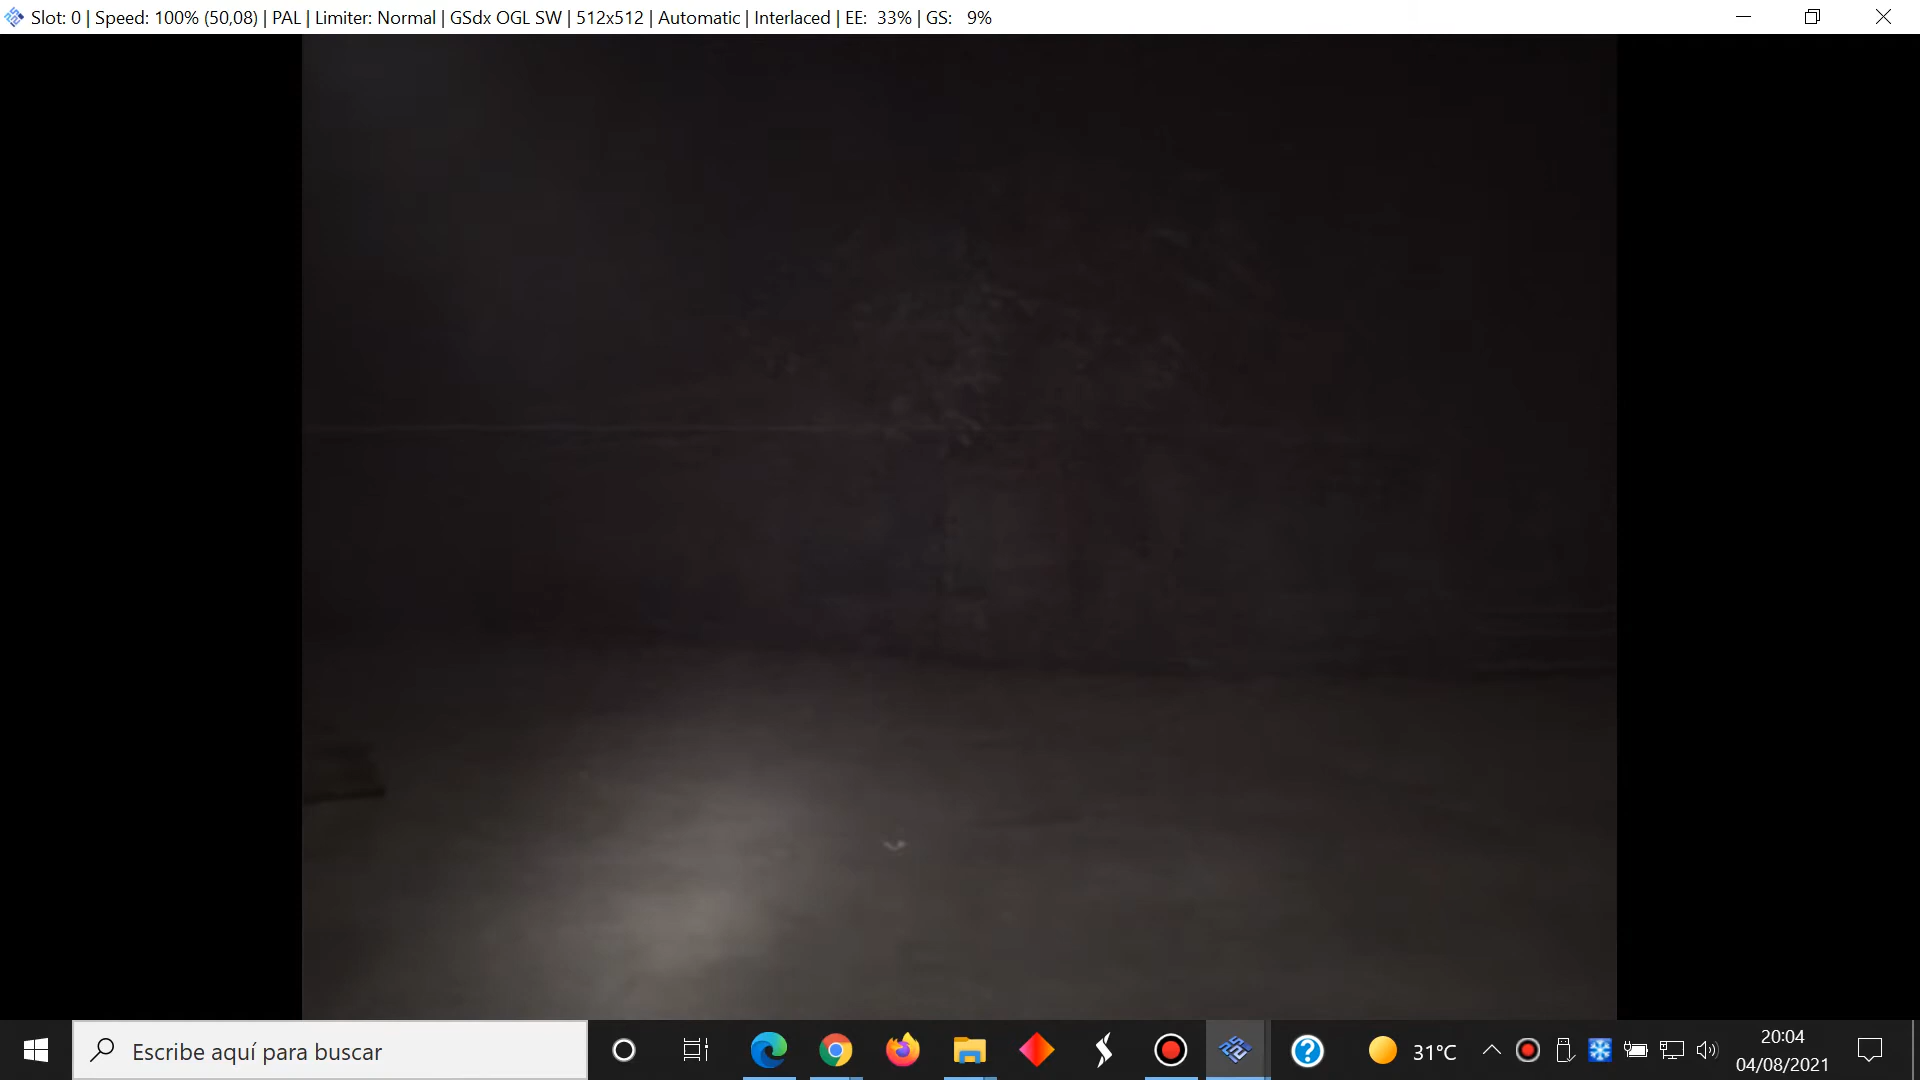 Slot: 0 | Speed: 100% (50,08) | PAL | Limiter: Normal | GSdx OGL SW | 512x512 | Automatic | Interlaced | EE:  33% | GS:   9%
Escribe aquí para buscar
31°C
20:04
04/08/2021